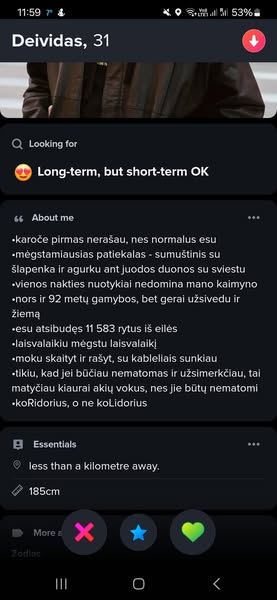 11:59 7° 53%
Deividas, 31
Looking for
😍 Long-term, but short-term OK
About me
•karoče pirmas nerašau, nes normalus esu
•mėgstamiausias patiekalas - sumuštinis su
šlapenka ir agurku ant juodos duonos su sviestu
•vienos nakties nuotykiai nedomina mano kaimyno
•nors ir 92 metų gamybos, bet gerai užsivedu ir
žiemą
•esu atsibudęs 11 583 rytus iš eilės
•laisvalaikiu mėgstu laisvalaikį
•moku skaityt ir rašyt, su kableliais sunkiau
•tikiu, kad jei būčiau nematomas ir užsimerkčiau, tai
matyčiau kiaurai akių vokus, nes jie būtų nematomi
•koRidorius, o ne koLidorius
Essentials
less than a kilometre away.
185cm
More a
Zodiac